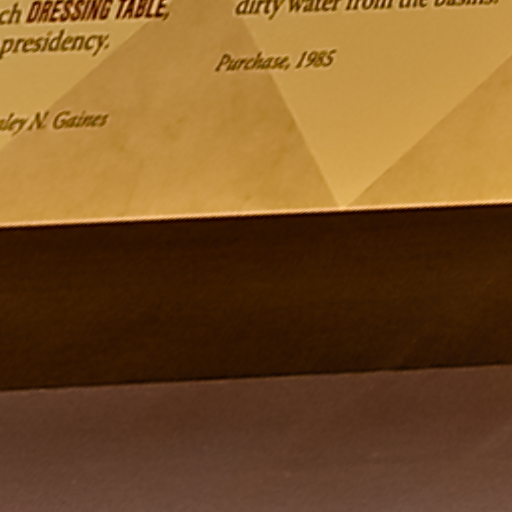 ch DRESSING TABLE,
presidency.
ley N. Gaines
dirty water from the basins.
Purchase, 1985